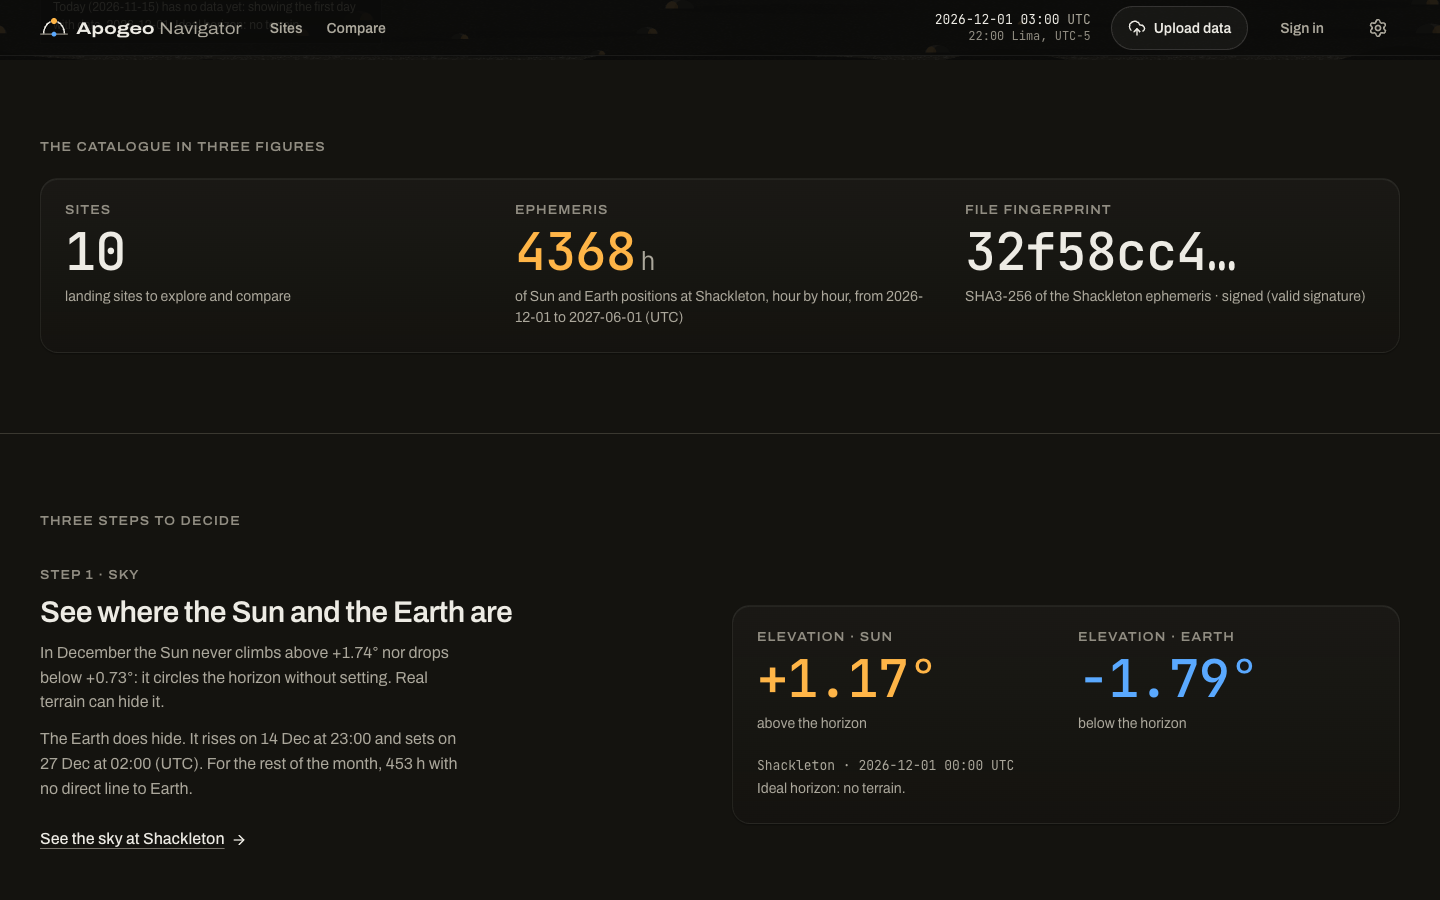 Today (2026-11-15) has no data yet: showing the first day
Apogeo Navigator
Sites
Compare
2026-12-01 03:00 UTC
22:00 Lima, UTC-5
Upload data
Sign in
THE CATALOGUE IN THREE FIGURES
SITES
10
landing sites to explore and compare
EPHEMERIS
4368 h
of Sun and Earth positions at Shackleton, hour by hour, from 2026-
12-01 to 2027-06-01 (UTC)
FILE FINGERPRINT
32f58cc4…
SHA3-256 of the Shackleton ephemeris · signed (valid signature)
THREE STEPS TO DECIDE
STEP 1 · SKY
See where the Sun and the Earth are
In December the Sun never climbs above +1.74° nor drops
below +0.73°: it circles the horizon without setting. Real
terrain can hide it.
The Earth does hide. It rises on 14 Dec at 23:00 and sets on
27 Dec at 02:00 (UTC). For the rest of the month, 453 h with
no direct line to Earth.
See the sky at Shackleton →
ELEVATION · SUN
+1.17°
above the horizon
ELEVATION · EARTH
-1.79°
below the horizon
Shackleton · 2026-12-01 00:00 UTC
Ideal horizon: no terrain.